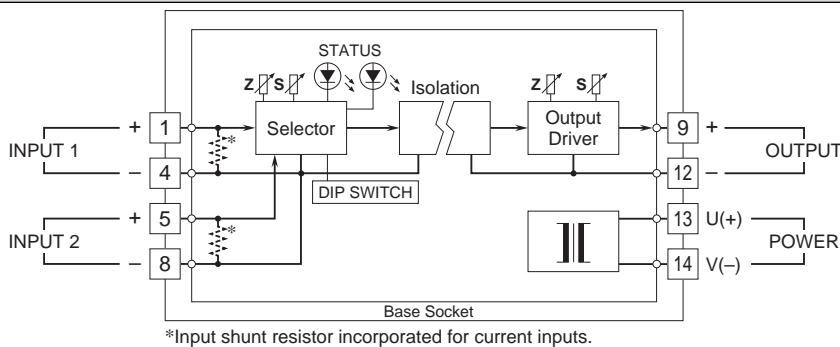 STATUS
Z S
Isolation
Z S
INPUT 1
+ 1
Selector
Output
Driver
9 +
OUTPUT
– 4
*
12 –
DIP SWITCH
INPUT 2
+ 5
*
– 8
13 U(+)
POWER
14 V(–)
Base Socket
*Input shunt resistor incorporated for current inputs.